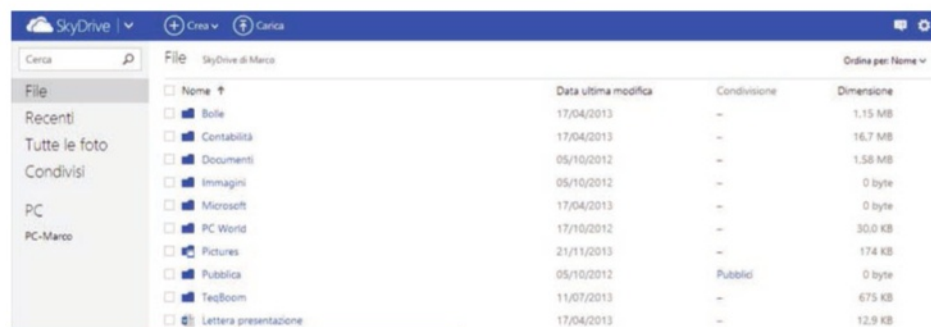 SkyDrive | Crea Carica
Cerca
File SkyDrive di Marco Ordina per: Nome
File
Recenti
Tutte le foto
Condivisi
PC
PC-Marco
Nome ↑ Data ultima modifica Condivisione Dimensione
Bolle 17/04/2013 – 1,15 MB
Contabilità 17/04/2013 – 16,7 MB
Documenti 05/10/2012 – 1,58 MB
Immagini 05/10/2012 – 0 byte
Microsoft 17/04/2013 – 0 byte
PC World 17/10/2012 – 30,0 KB
Pictures 21/11/2013 – 174 KB
Pubblica 05/10/2012 Pubblici 0 byte
TeqBoom 11/07/2013 – 675 KB
Lettera presentazione 17/04/2013 – 12,9 KB